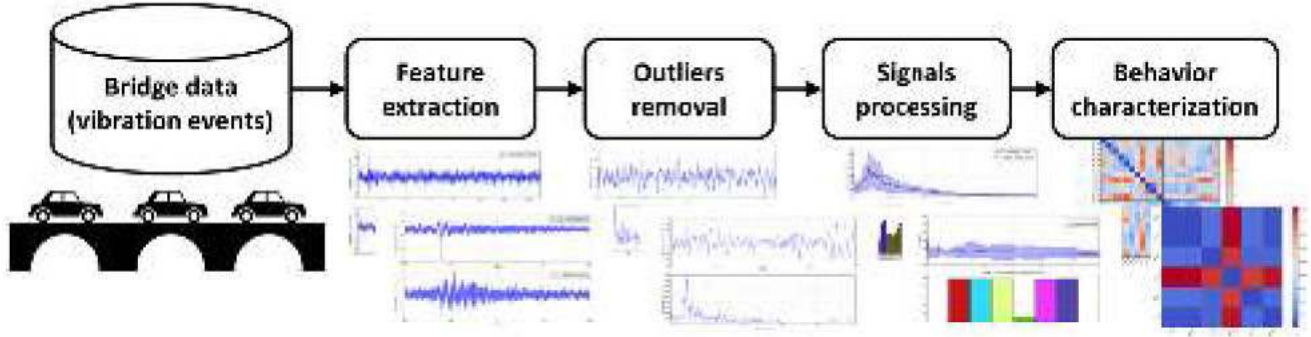 Bridge data
(vibration events)
Feature
extraction
Outliers
removal
Signals
processing
Behavior
characterization